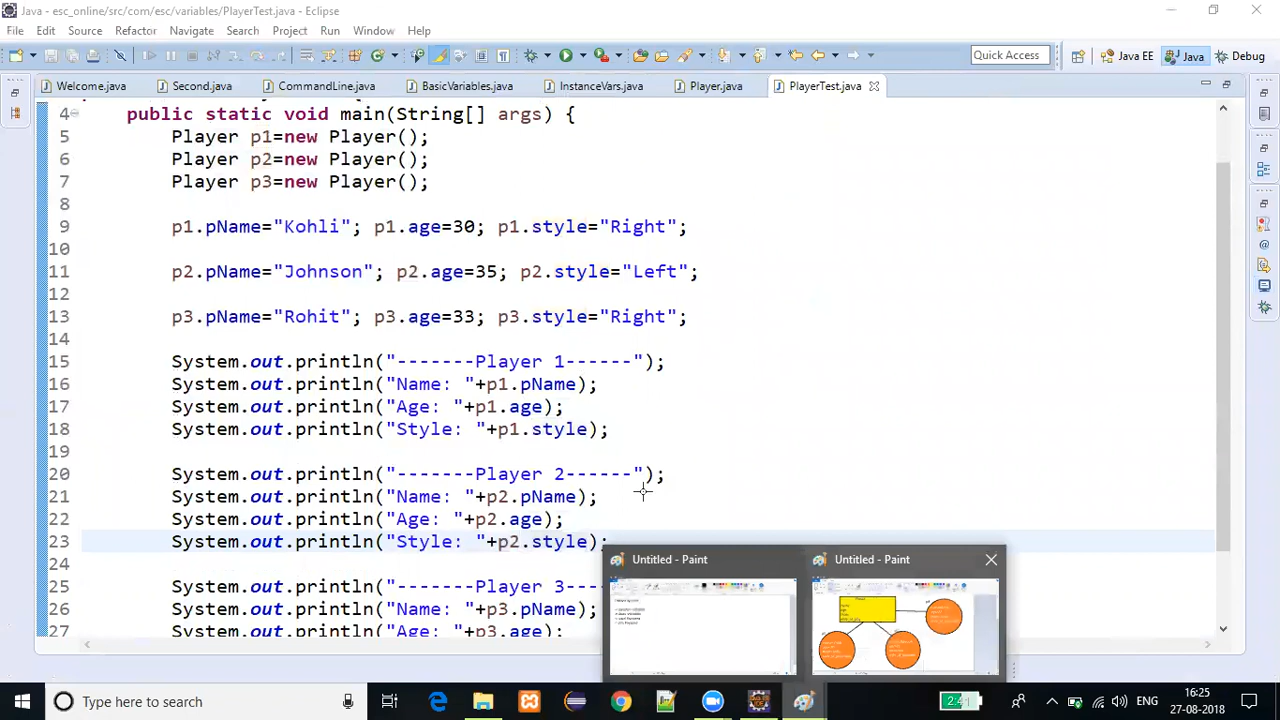 Java - esc_online/src/com/esc/variables/PlayerTest.java - Eclipse
File Edit Source Refactor Navigate Search Project Run Window Help
Quick Access Java EE Java Debug
Welcome.java Second.java CommandLine.java BasicVariables.java InstanceVars.java Player.java PlayerTest.java
4 public static void main(String[] args) {
5 Player p1=new Player();
6 Player p2=new Player();
7 Player p3=new Player();
8
9 p1.pName="Kohli"; p1.age=30; p1.style="Right";
10
11 p2.pName="Johnson"; p2.age=35; p2.style="Left";
12
13 p3.pName="Rohit"; p3.age=33; p3.style="Right";
14
15 System.out.println("-------Player 1------");
16 System.out.println("Name: "+p1.pName);
17 System.out.println("Age: "+p1.age);
18 System.out.println("Style: "+p1.style);
19
20 System.out.println("-------Player 2------");
21 System.out.println("Name: "+p2.pName);
22 System.out.println("Age: "+p2.age);
23 System.out.println("Style: "+p2.style);
24
25 System.out.println("-------Player 3---
26 System.out.println("Name: "+p3.pName)
27 System.out.println("Age: "+p3.age);
Untitled - Paint Untitled - Paint
Type here to search
2:41
ENG
16:25
27-08-2018